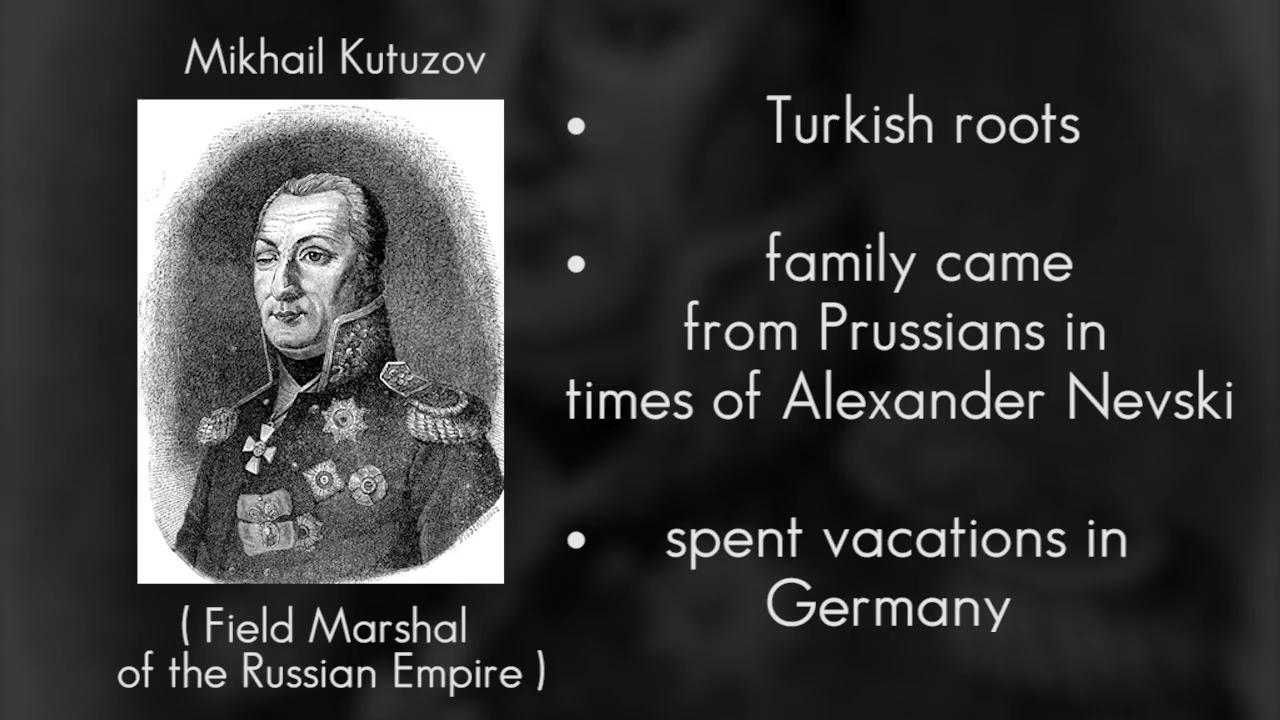 Mikhail Kutuzov
• Turkish roots
• family came
from Prussians in
times of Alexander Nevski
• spent vacations in
Germany
( Field Marshal
of the Russian Empire )